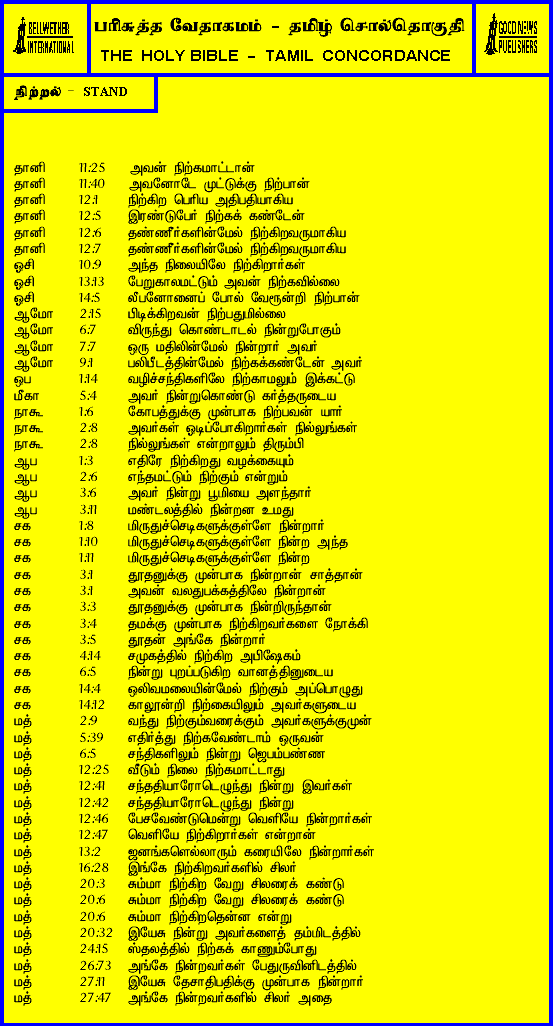 BELLWETHER INTERNATIONAL
பரிசுத்த வேதாகமம் - தமிழ் சொல்தொகுதி
THE HOLY BIBLE - TAMIL CONCORDANCE
GOOD NEWS PUBLISHERS
நிற்றல் - STAND
தானி 11:25 அவன் நிற்கமாட்டான்
தானி 11:40 அவனோடே முட்டுக்கு நிற்பான்
தானி 12:1 நிற்கிற பெரிய அதிபதியாகிய
தானி 12:5 இரண்டுபேர் நிற்கக் கண்டேன்
தானி 12:6 தண்ணீர்களின்மேல் நிற்கிறவருமாகிய
தானி 12:7 தண்ணீர்களின்மேல் நிற்கிறவருமாகிய
ஓசி 10:9 அந்த நிலையிலே நிற்கிறார்கள்
ஓசி 13:13 பேறுகாலமட்டும் அவன் நிற்கவில்லை
ஓசி 14:5 லீபனோனைப் போல் வேரூன்றி நிற்பான்
ஆமோ 2:15 பிடிக்கிறவன் நிற்பதுமில்லை
ஆமோ 6:7 விருந்து கொண்டாடல் நின்றுபோகும்
ஆமோ 7:7 ஒரு மதிலின்மேல் நின்றார் அவர்
ஆமோ 9:1 பலிபீடத்தின்மேல் நிற்கக்கண்டேன் அவர்
ஒப 1:14 வழிச்சந்திகளிலே நிற்காமலும் இக்கட்டு
மீகா 5:4 அவர் நின்றுகொண்டு கர்த்தருடைய
நாகூ 1:6 கோபத்துக்கு முன்பாக நிற்பவன் யார்
நாகூ 2:8 அவர்கள் ஓடிப்போகிறார்கள் நில்லுங்கள்
நாகூ 2:8 நில்லுங்கள் என்றாலும் திரும்பி
ஆப 1:3 எதிரே நிற்கிறது வழக்கையும்
ஆப 2:6 எந்தமட்டும் நிற்கும் என்றும்
ஆப 3:6 அவர் நின்று பூமியை அளந்தார்
ஆப 3:11 மண்டலத்தில் நின்றன உமது
சக 1:8 மிருதுச்செடிகளுக்குள்ளே நின்றார்
சக 1:10 மிருதுச்செடிகளுக்குள்ளே நின்ற அந்த
சக 1:11 மிருதுச்செடிகளுக்குள்ளே நின்ற
சக 3:1 தூதனுக்கு முன்பாக நின்றான் சாத்தான்
சக 3:1 அவன் வலதுபக்கத்திலே நின்றான்
சக 3:3 தூதனுக்கு முன்பாக நின்றிருந்தான்
சக 3:4 தமக்கு முன்பாக நிற்கிறவர்களை நோக்கி
சக 3:5 தூதன் அங்கே நின்றார்
சக 4:14 சமுகத்தில் நிற்கிற அபிஷேகம்
சக 6:5 நின்று புறப்படுகிற வானத்தினுடைய
சக 14:4 ஒலிவமலையின்மேல் நிற்கும் அப்பொழுது
சக 14:12 காலூன்றி நிற்கையிலும் அவர்களுடைய
மத் 2:9 வந்து நிற்கும்வரைக்கும் அவர்களுக்குமுன்
மத் 5:39 எதிர்த்து நிற்கவேண்டாம் ஒருவன்
மத் 6:5 சந்திகளிலும் நின்று ஜெபம்பண்ண
மத் 12:25 வீடும் நிலை நிற்கமாட்டாது
மத் 12:41 சந்ததியாரோடெழுந்து நின்று இவர்கள்
மத் 12:42 சந்ததியாரோடெழுந்து நின்று
மத் 12:46 பேசவேண்டுமென்று வெளியே நின்றார்கள்
மத் 12:47 வெளியே நிற்கிறார்கள் என்றான்
மத் 13:2 ஜனங்களெல்லாரும் கரையிலே நின்றார்கள்
மத் 16:28 இங்கே நிற்கிறவர்களில் சிலர்
மத் 20:3 சும்மா நிற்கிற வேறு சிலரைக் கண்டு
மத் 20:6 சும்மா நிற்கிற வேறு சிலரைக் கண்டு
மத் 20:6 சும்மா நிற்கிறதென்ன என்று
மத் 20:32 இயேசு நின்று அவர்களைத் தம்மிடத்தில்
மத் 24:15 ஸ்தலத்தில் நிற்கக் காணும்போது
மத் 26:73 அங்கே நின்றவர்கள் பேதுருவினிடத்தில்
மத் 27:11 இயேசு தேசாதிபதிக்கு முன்பாக நின்றார்
மத் 27:47 அங்கே நின்றவர்களில் சிலர் அதை